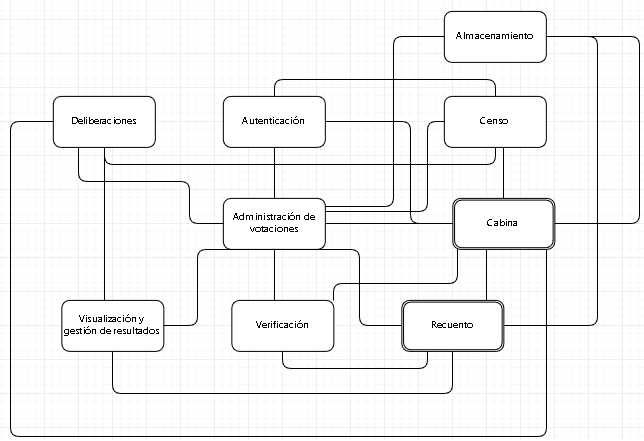 Almacenamiento
Deliberaciones
Autenticación
Censo
Administración de
votaciones
Cabina
Visualización y
gestión de resultados
Verificación
Recuento